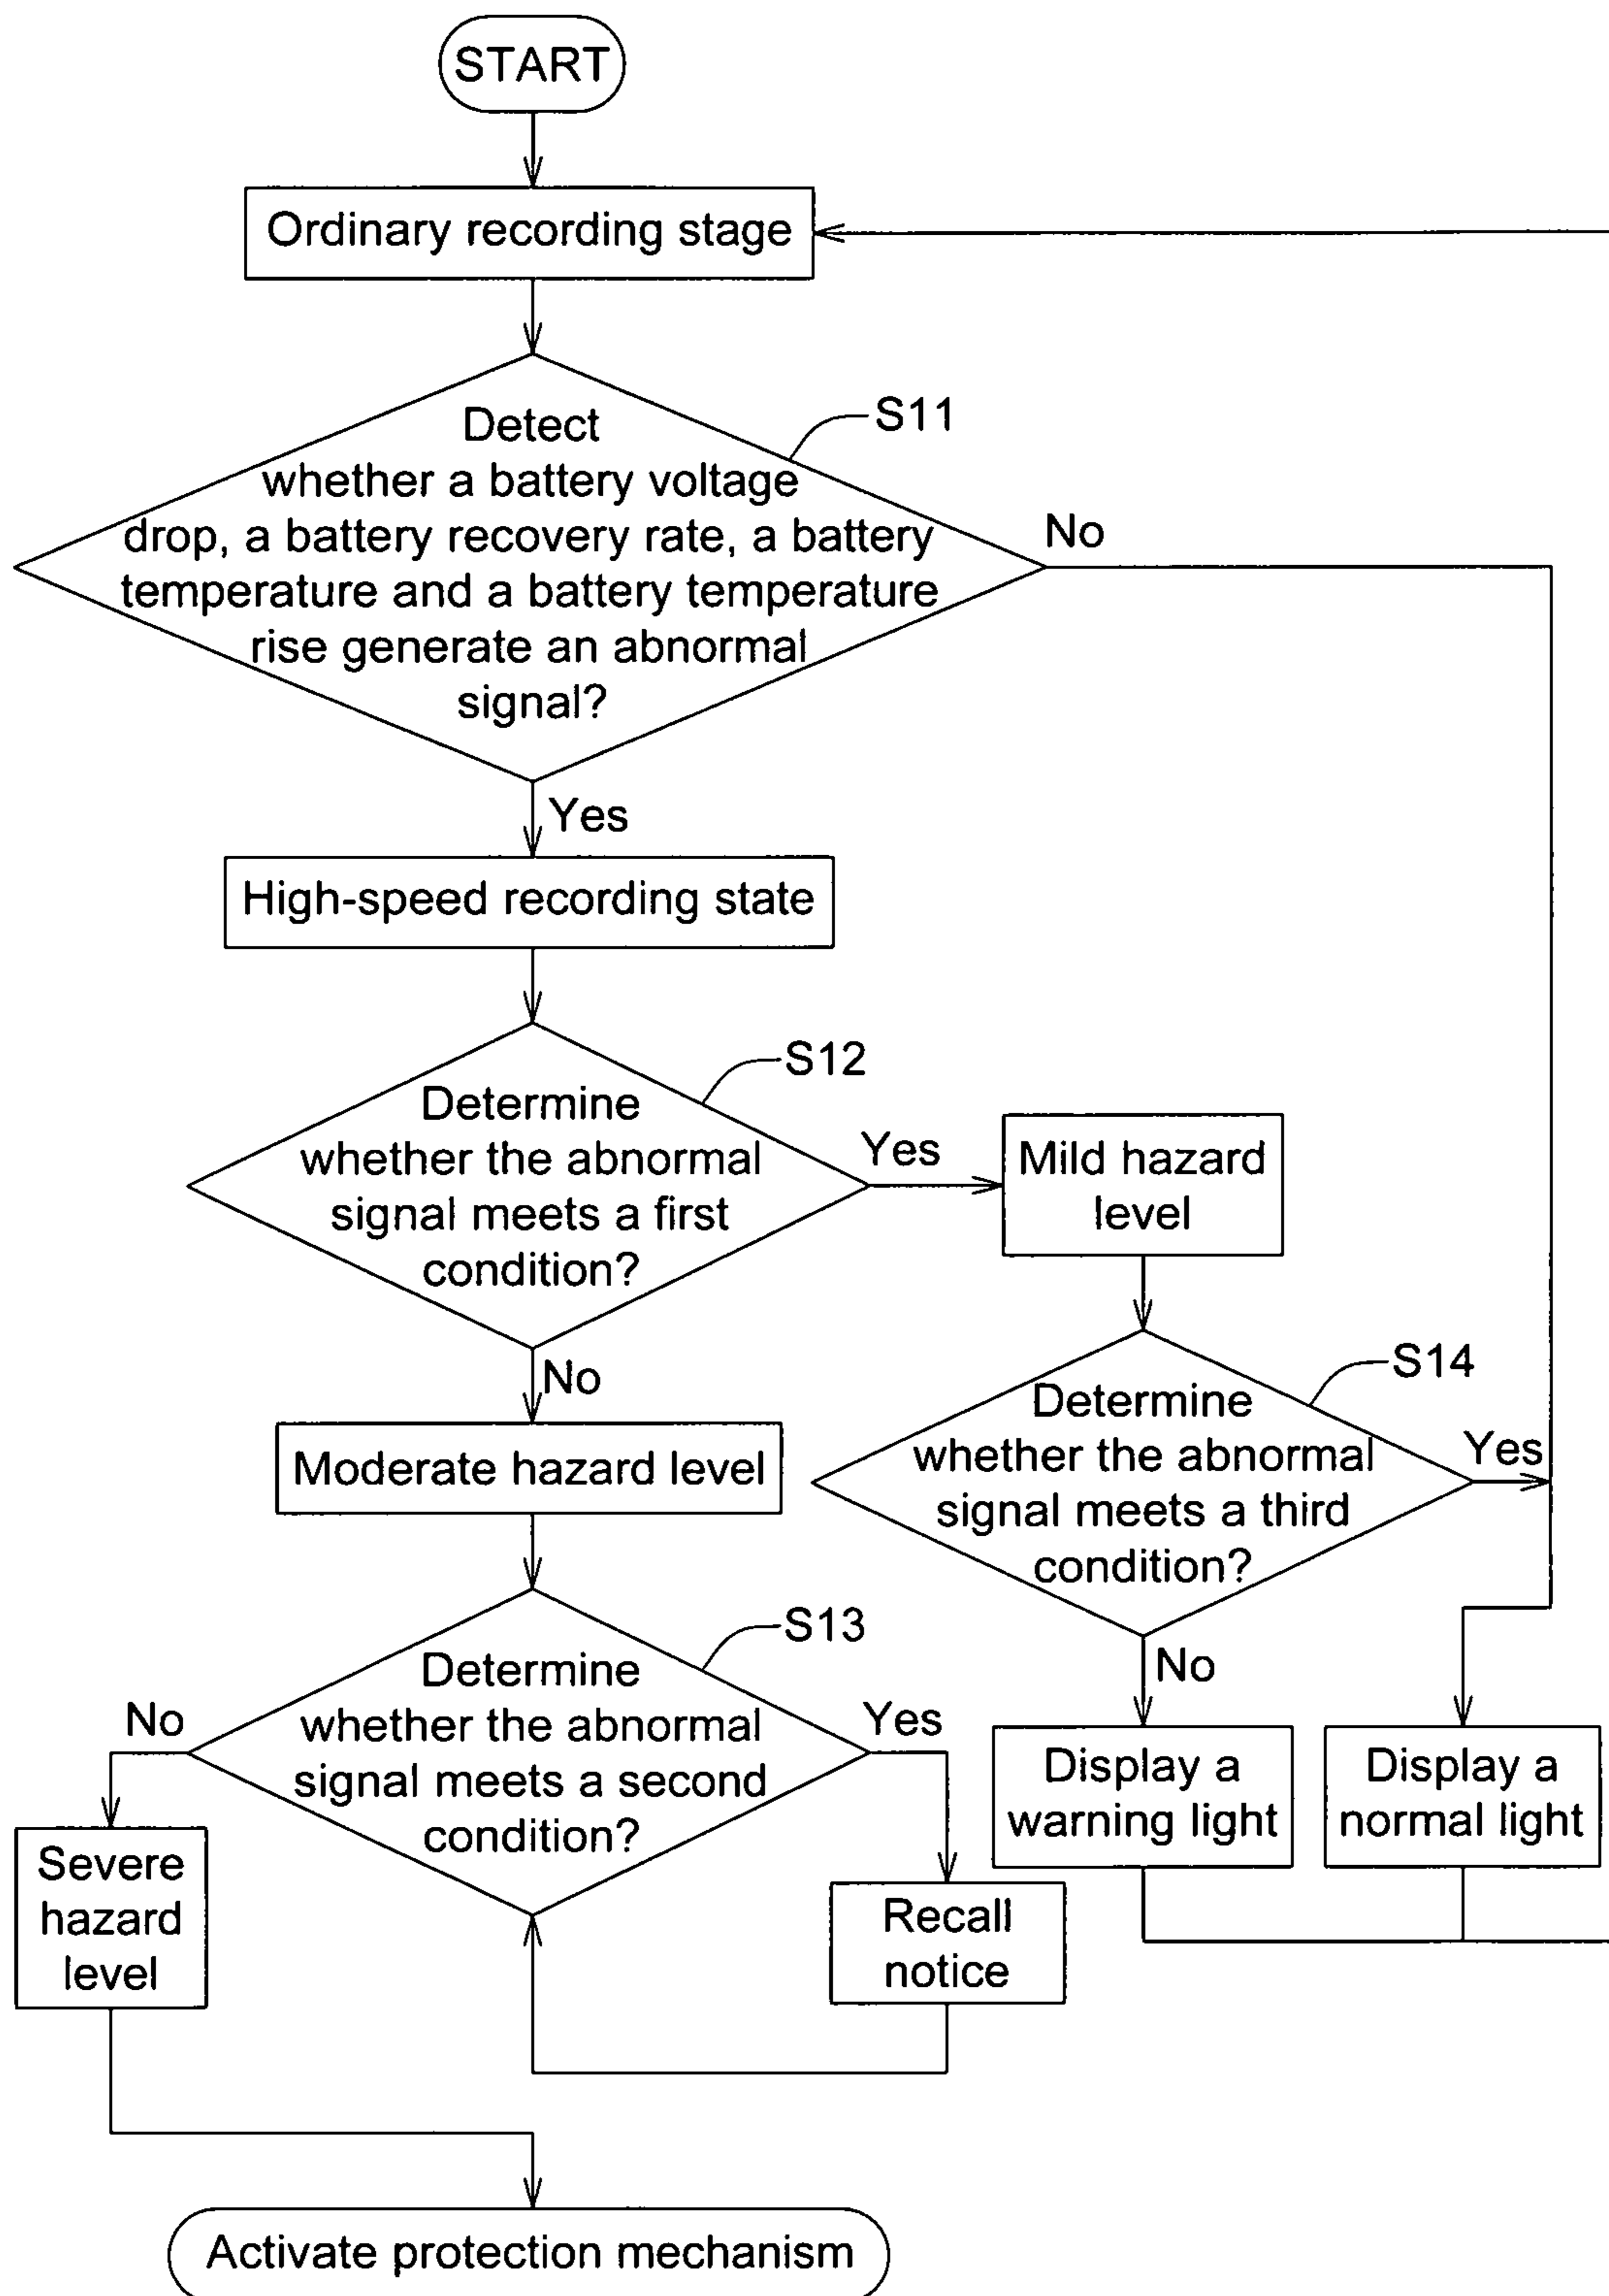 START
Ordinary recording stage
S11
Detect
whether a battery voltage
drop, a battery recovery rate, a battery
temperature and a battery temperature
rise generate an abnormal
signal?
No
Yes
High-speed recording state
S12
Determine
whether the abnormal
signal meets a first
condition?
Yes
Mild hazard
level
No
S14
Determine
whether the abnormal
signal meets a third
condition?
Yes
Moderate hazard level
S13
Determine
whether the abnormal
signal meets a second
condition?
No
Yes
No
Display a
warning light
Display a
normal light
Severe
hazard
level
Recall
notice
Activate protection mechanism